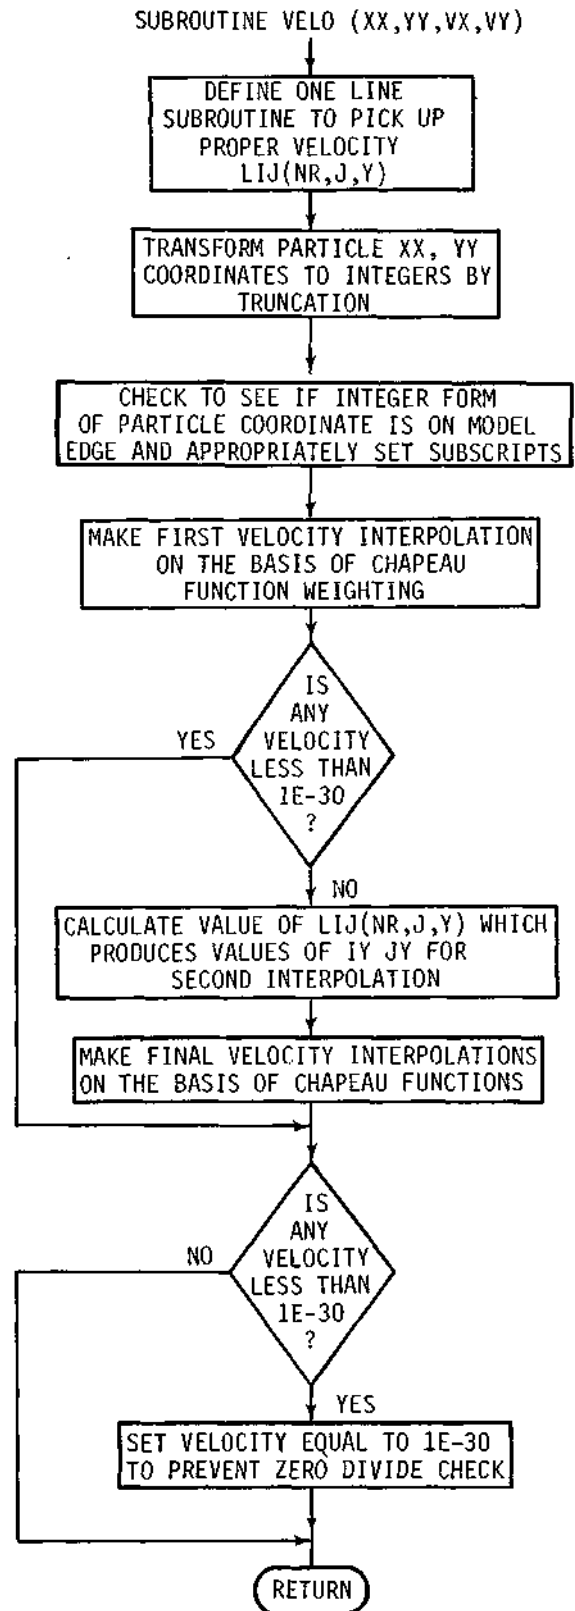 SUBROUTINE VELO (XX,YY,VX,VY)
DEFINE ONE LINE
SUBROUTINE TO PICK UP
PROPER VELOCITY
LIJ(NR,J,Y)
TRANSFORM PARTICLE XX, YY
COORDINATES TO INTEGERS BY
TRUNCATION
CHECK TO SEE IF INTEGER FORM
OF PARTICLE COORDINATE IS ON MODEL
EDGE AND APPROPRIATELY SET SUBSCRIPTS
MAKE FIRST VELOCITY INTERPOLATION
ON THE BASIS OF CHAPEAU
FUNCTION WEIGHTING
IS
ANY
VELOCITY
LESS THAN
1E-30
?
YES
NO
CALCULATE VALUE OF LIJ(NR,J,Y) WHICH
PRODUCES VALUES OF IY JY FOR
SECOND INTERPOLATION
MAKE FINAL VELOCITY INTERPOLATIONS
ON THE BASIS OF CHAPEAU FUNCTIONS
IS
ANY
VELOCITY
LESS THAN
1E-30
?
NO
YES
SET VELOCITY EQUAL TO 1E-30
TO PREVENT ZERO DIVIDE CHECK
RETURN